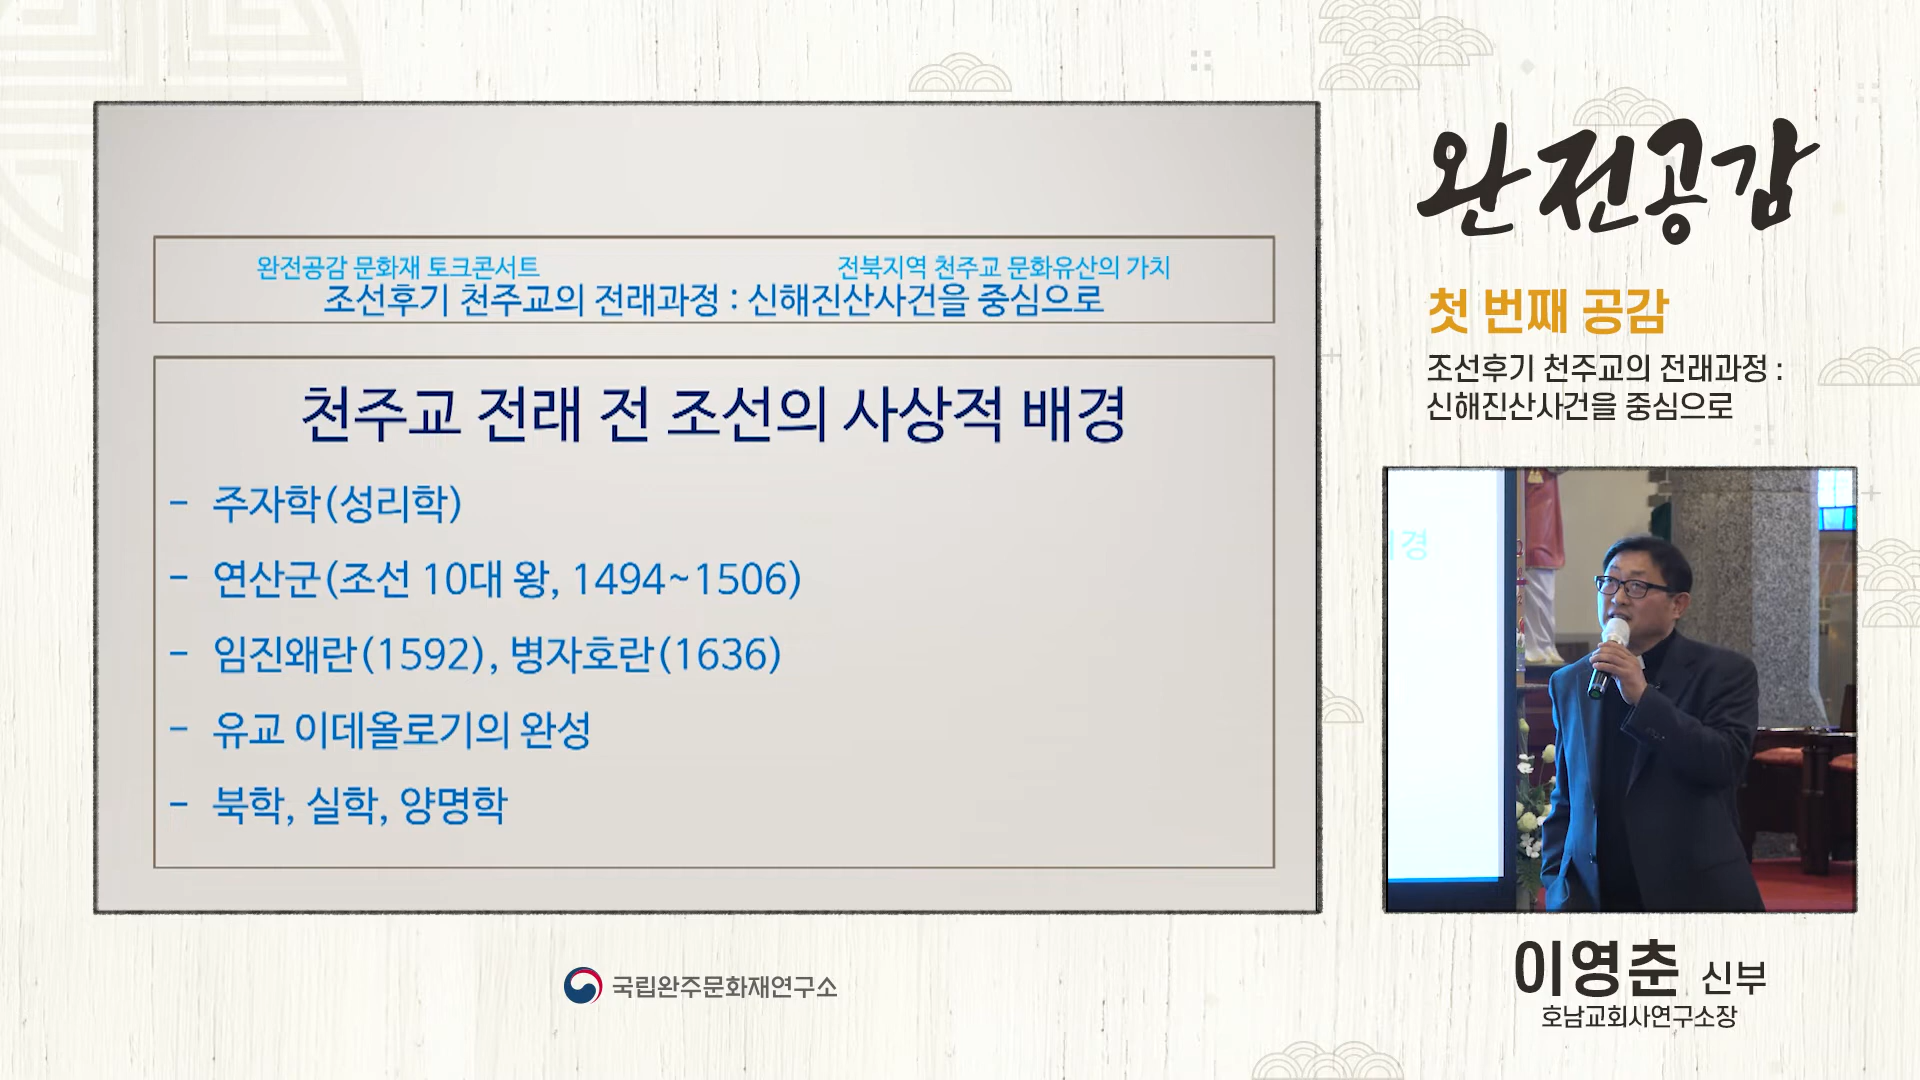 완전공감 문화재 토크콘서트 전북지역 천주교 문화유산의 가치
조선후기 천주교의 전래과정 : 신해진산사건을 중심으로
천주교 전래 전 조선의 사상적 배경
- 주자학(성리학)
- 연산군(조선 10대 왕, 1494~1506)
- 임진왜란(1592), 병자호란(1636)
- 유교 이데올로기의 완성
- 북학, 실학, 양명학
완전공감
첫 번째 공감
조선후기 천주교의 전래과정 :
신해진산사건을 중심으로
경
이영춘 신부
호남교회사연구소장
국립완주문화재연구소